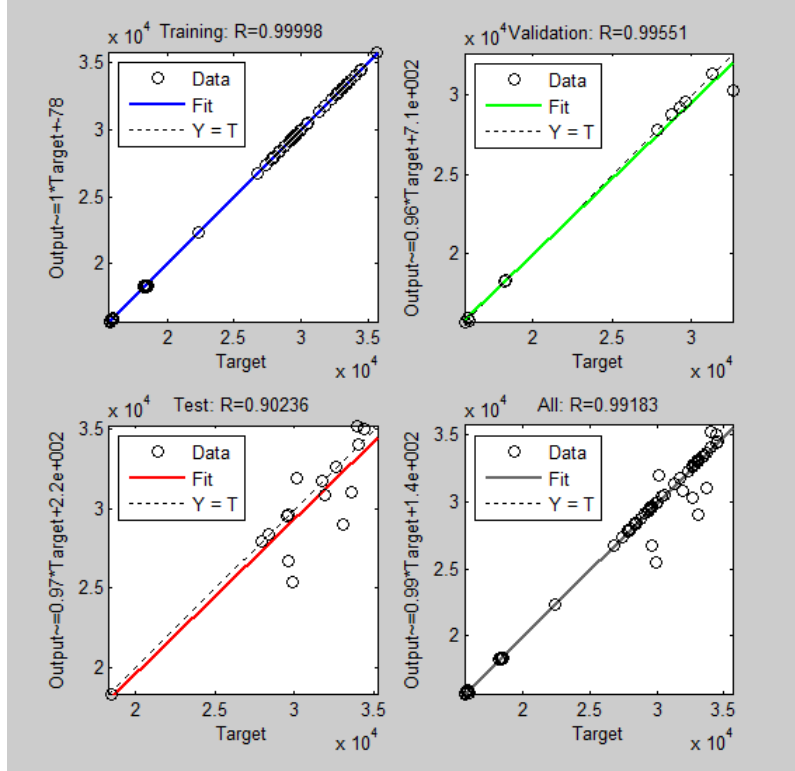 x 10^4 Training: R=0.99998
3.5
3
2.5
2
Output~=1*Target+-78
Data
Fit
Y = T
2 2.5 3 3.5
Target
x 10^4
x 10^4 Validation: R=0.99551
3
2.5
2
Output~=0.96*Target+7.1e+002
Data
Fit
Y = T
2 2.5 3
Target
x 10^4
x 10^4 Test: R=0.90236
3.5
3
2.5
2
Output~=0.97*Target+2.2e+002
Data
Fit
Y = T
2 2.5 3 3.5
Target
x 10^4
x 10^4 All: R=0.99183
3.5
3
2.5
2
Output~=0.99*Target+1.4e+002
Data
Fit
Y = T
2 2.5 3 3.5
Target
x 10^4